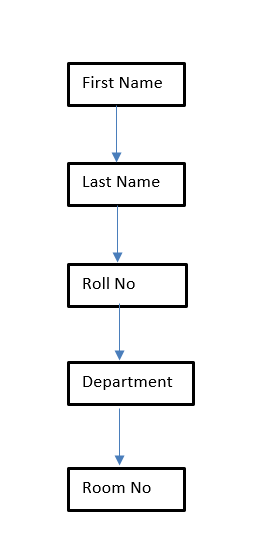 First Name
Last Name
Roll No
Department
Room No